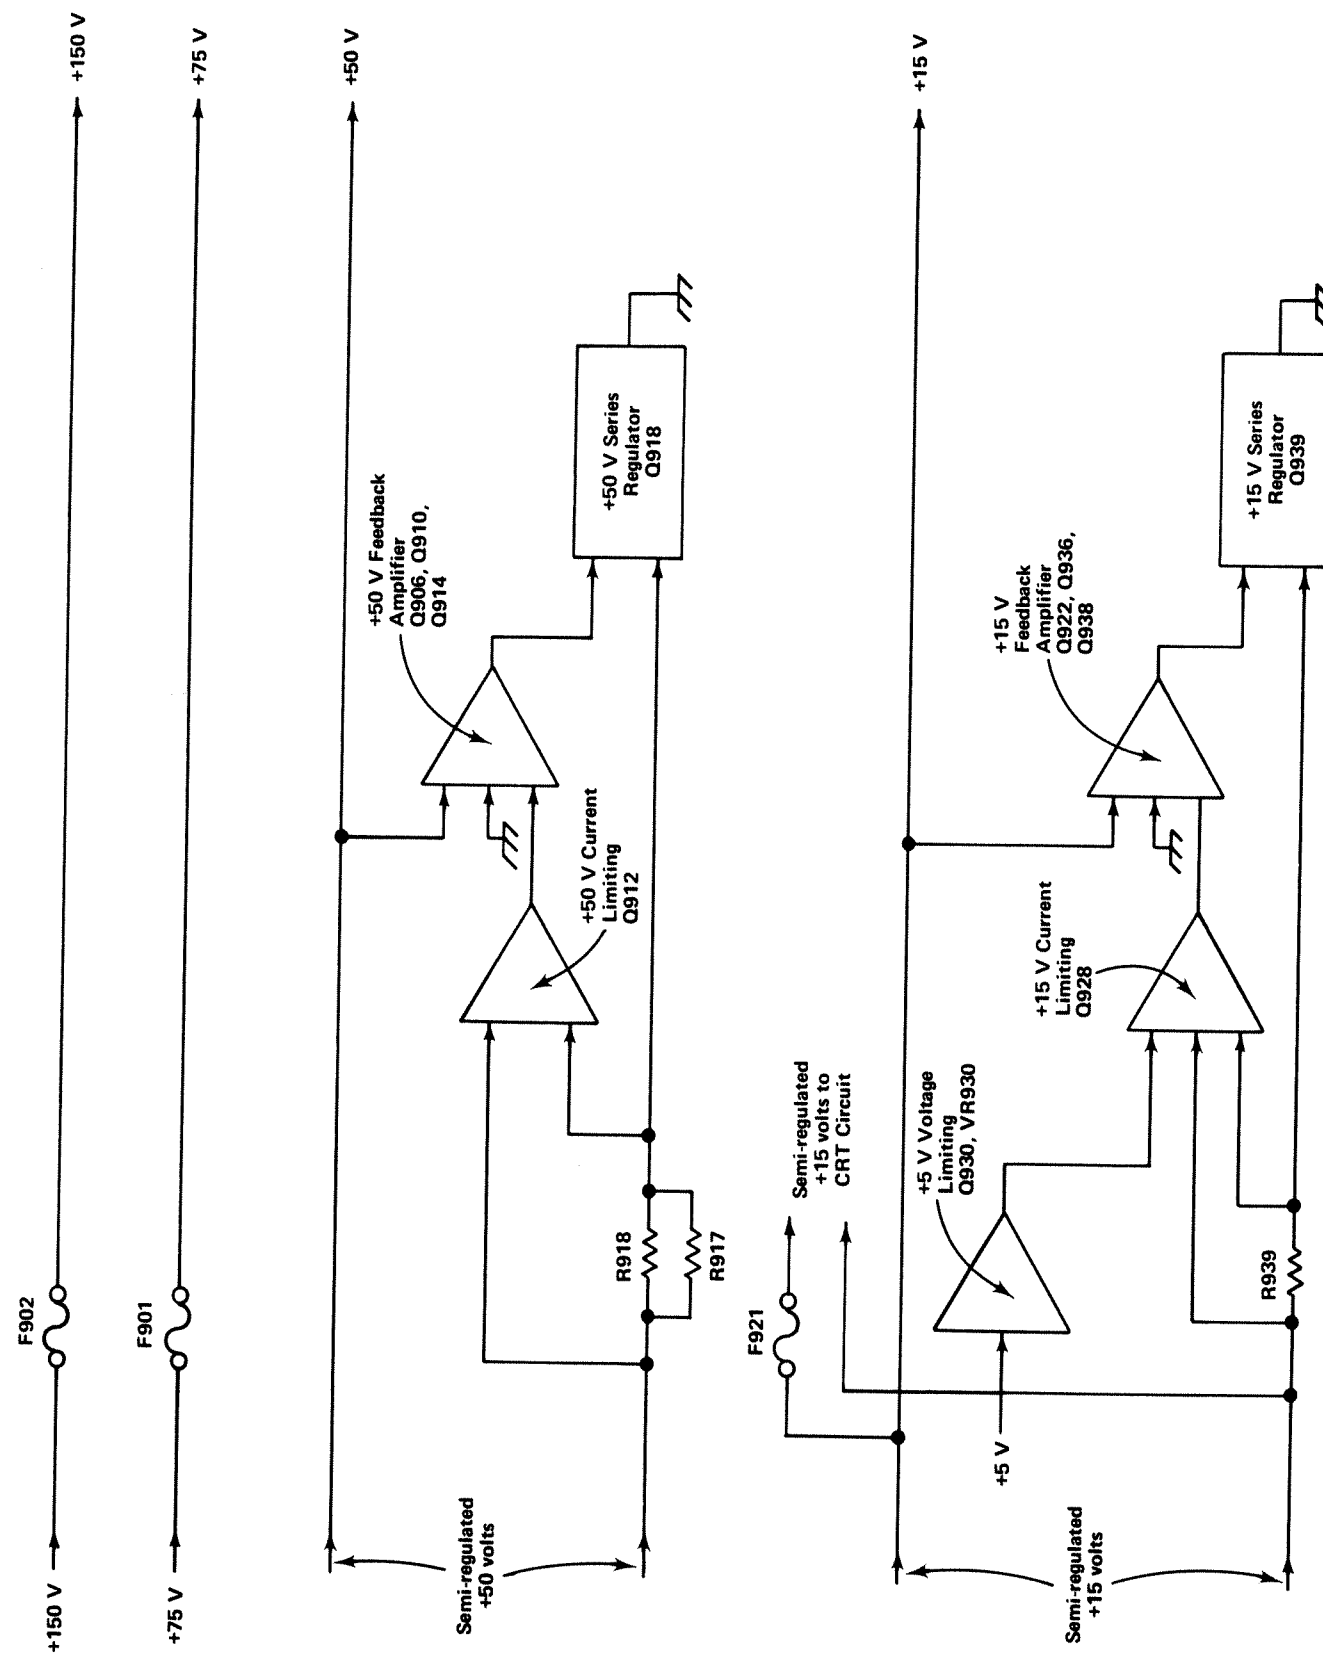 +150 V
F902
+150 V
+75 V
F901
+75 V
+50 V
+50 V Feedback
Amplifier
Q906, Q910,
Q914
+50 V Series
Regulator
Q918
+50 V Current
Limiting
Q912
R918
R917
Semi-regulated
+50 volts
F921
Semi-regulated
+15 volts to
CRT Circuit
+15 V
+5 V
+5 V Voltage
Limiting
Q930, VR930
+15 V Current
Limiting
Q928
+15 V
Feedback
Amplifier
Q922, Q936,
Q938
+15 V Series
Regulator
Q939
R939
Semi-regulated
+15 volts